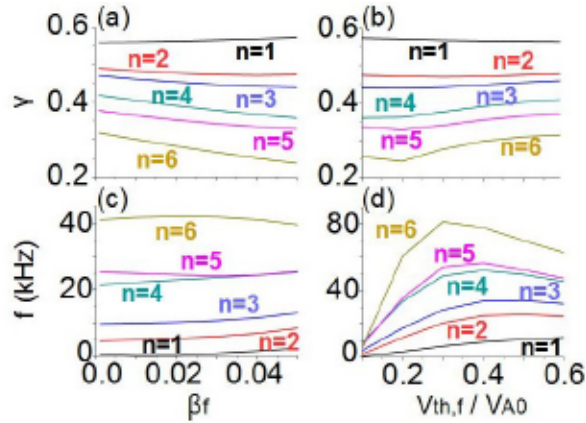 0.6 (a) 0.6 (b)
n=1 n=1
n=2 n=2
γ 0.4 n=4 n=3 0.4 n=4 n=3
n=5 n=5
n=6 n=6
0.2 0.2
(c) (d)
40 80 n=6
n=6 n=5
f (kHz) n=5 n=4
20 n=4 40 n=3
n=3 n=2
n=1 n=2 n=1
0 0
0.0 0.02 0.04 0.2 0.4 0.6
βf Vth,f / VA0